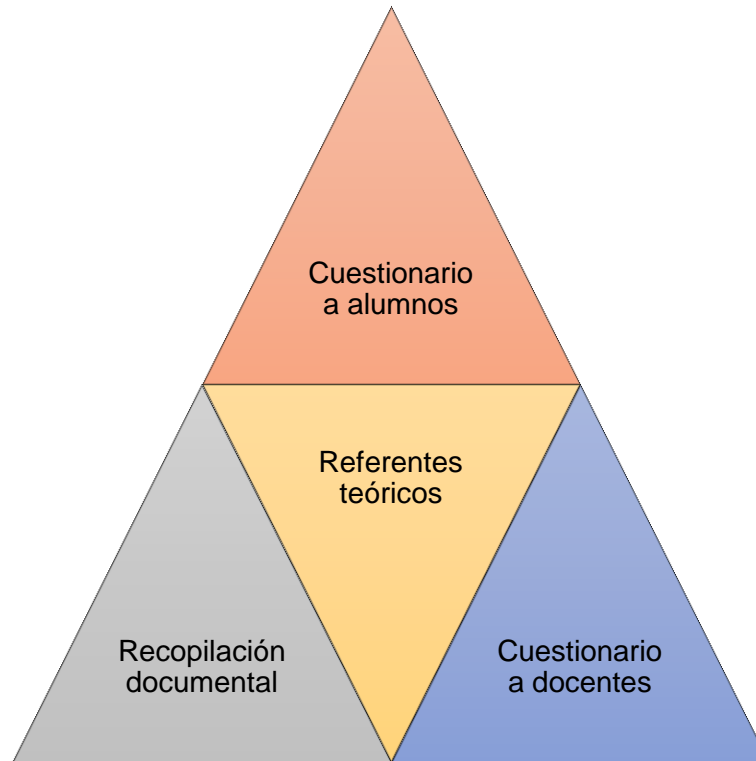 Cuestionario
a alumnos
Referentes
teóricos
Recopilación
documental
Cuestionario
a docentes